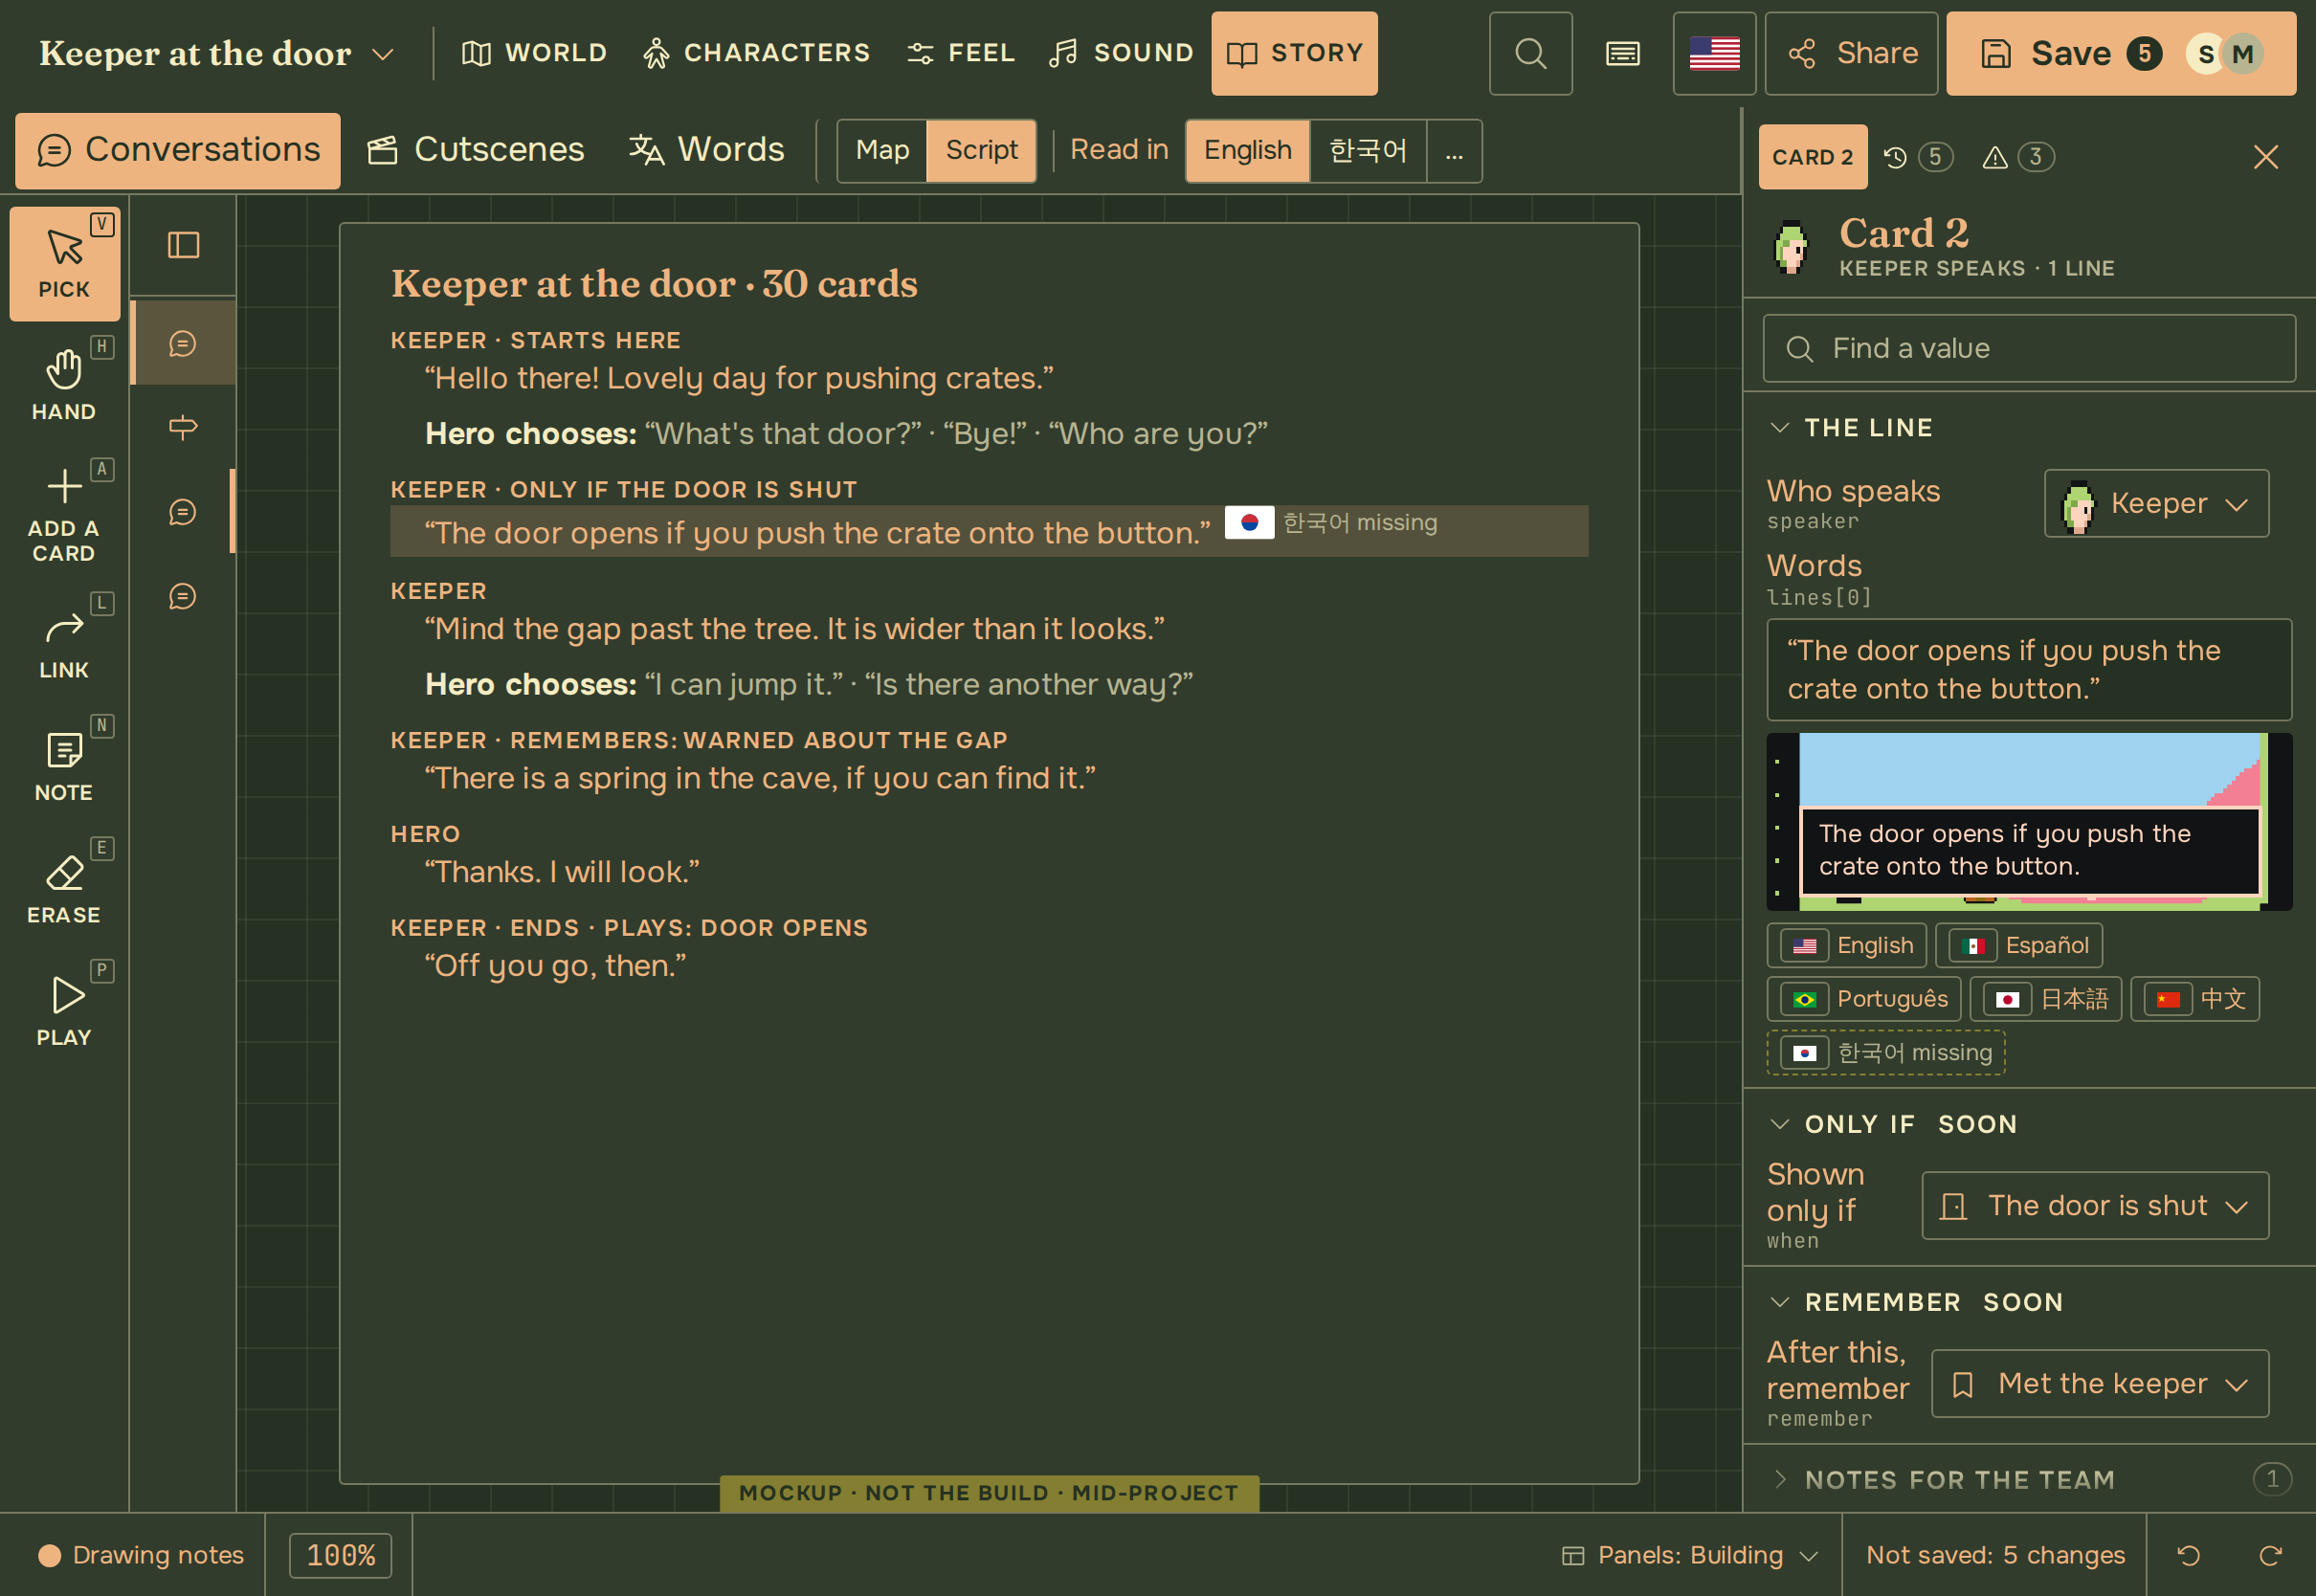 Keeper at the door
WORLD
CHARACTERS
FEEL
SOUND
STORY
Share
Save 5
S M
Conversations
Cutscenes
Words
Map
Script
Read in
English
한국어
...
CARD 2
5
3
V
PICK
H
HAND
A
ADD A
CARD
L
LINK
N
NOTE
E
ERASE
P
PLAY
Keeper at the door · 30 cards
KEEPER · STARTS HERE
“Hello there! Lovely day for pushing crates.”
Hero chooses: “What's that door?” · “Bye!” · “Who are you?”
KEEPER · ONLY IF THE DOOR IS SHUT
“The door opens if you push the crate onto the button.” 한국어 missing
KEEPER
“Mind the gap past the tree. It is wider than it looks.”
Hero chooses: “I can jump it.” · “Is there another way?”
KEEPER · REMEMBERS: WARNED ABOUT THE GAP
“There is a spring in the cave, if you can find it.”
HERO
“Thanks. I will look.”
KEEPER · ENDS · PLAYS: DOOR OPENS
“Off you go, then.”
MOCKUP · NOT THE BUILD · MID-PROJECT
Card 2
KEEPER SPEAKS · 1 LINE
Find a value
THE LINE
Who speaks
speaker
Keeper
Words
lines[0]
“The door opens if you push the
crate onto the button.”
The door opens if you push the
crate onto the button.
English
Español
Português
日本語
中文
한국어 missing
ONLY IF SOON
Shown
only if
when
The door is shut
REMEMBER SOON
After this,
remember
remember
Met the keeper
NOTES FOR THE TEAM 1
Drawing notes
100%
Panels: Building
Not saved: 5 changes